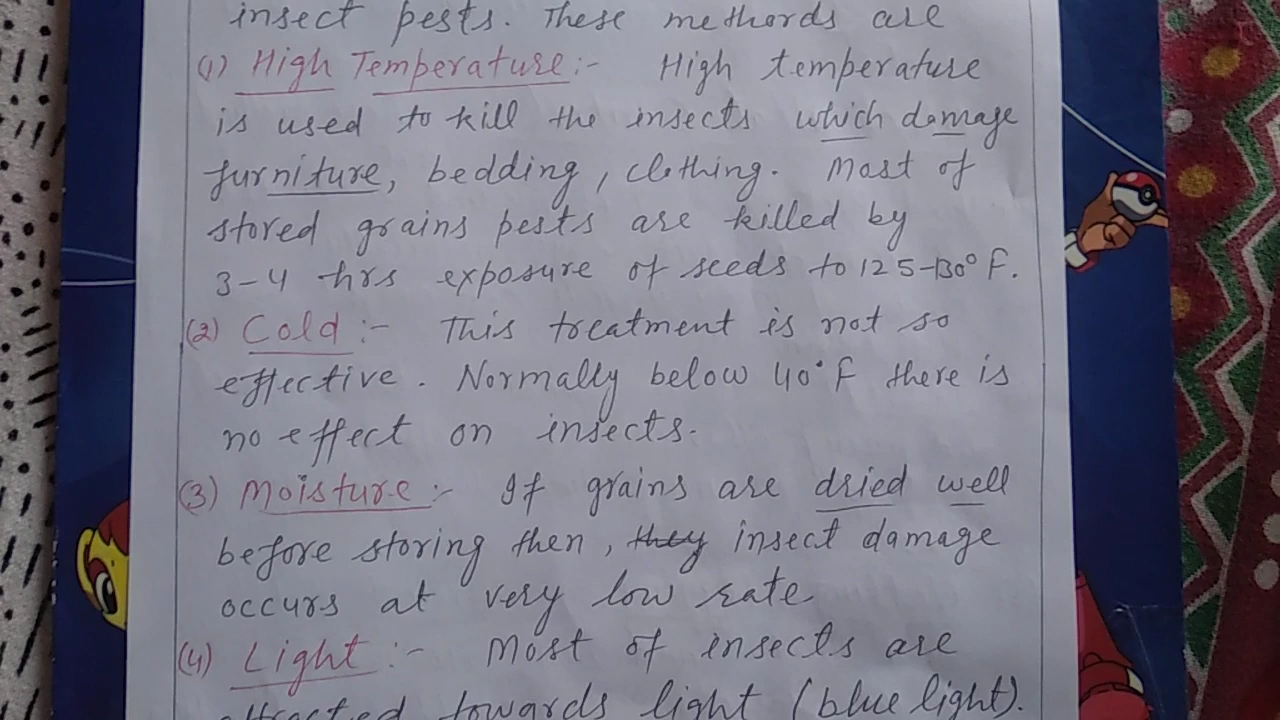 insect pests. These methords are
(1) High Temperature:- High temperature
is used to kill the insects which damage
furniture, bedding, clothing. Most of
stored grains pests are killed by
3-4 hrs exposure of seeds to 125-130° F.
(2) Cold :- This treatment is not so
effective. Normally below 40° F there is
no effect on insects.
(3) Moisture :- If grains are dried well
before storing then, they insect damage
occurs at very low rate.
(4) Light :- Most of insects are
attracted towards light (blue light).